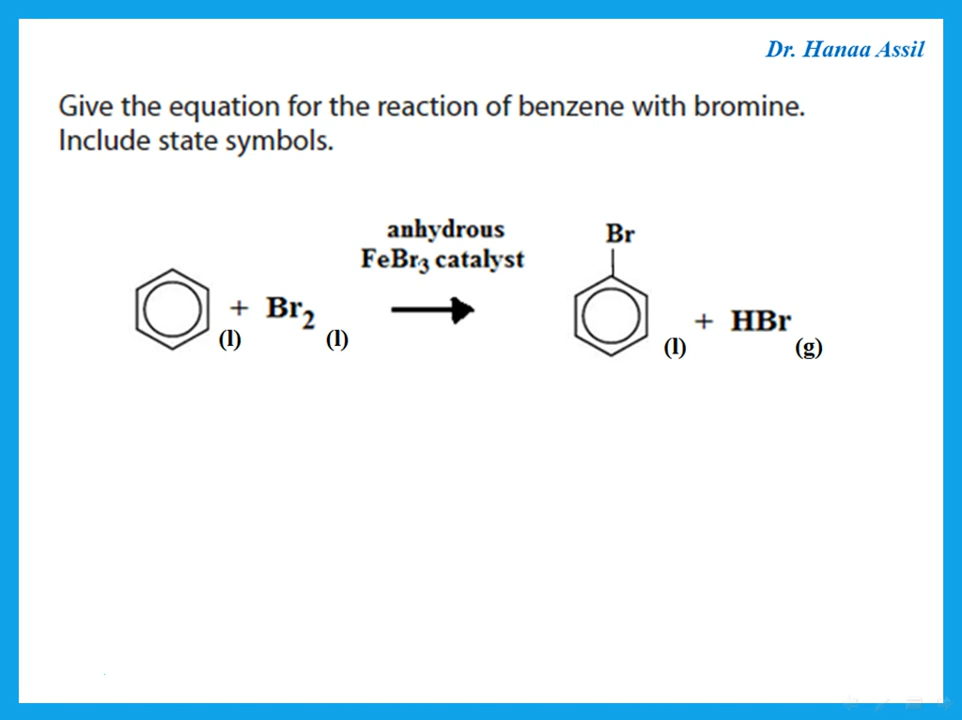 Dr. Hanaa Assil
Give the equation for the reaction of benzene with bromine.
Include state symbols.
anhydrous
FeBr₃ catalyst
Br
+ Br₂
(l) (l)
+ HBr
(l) (g)